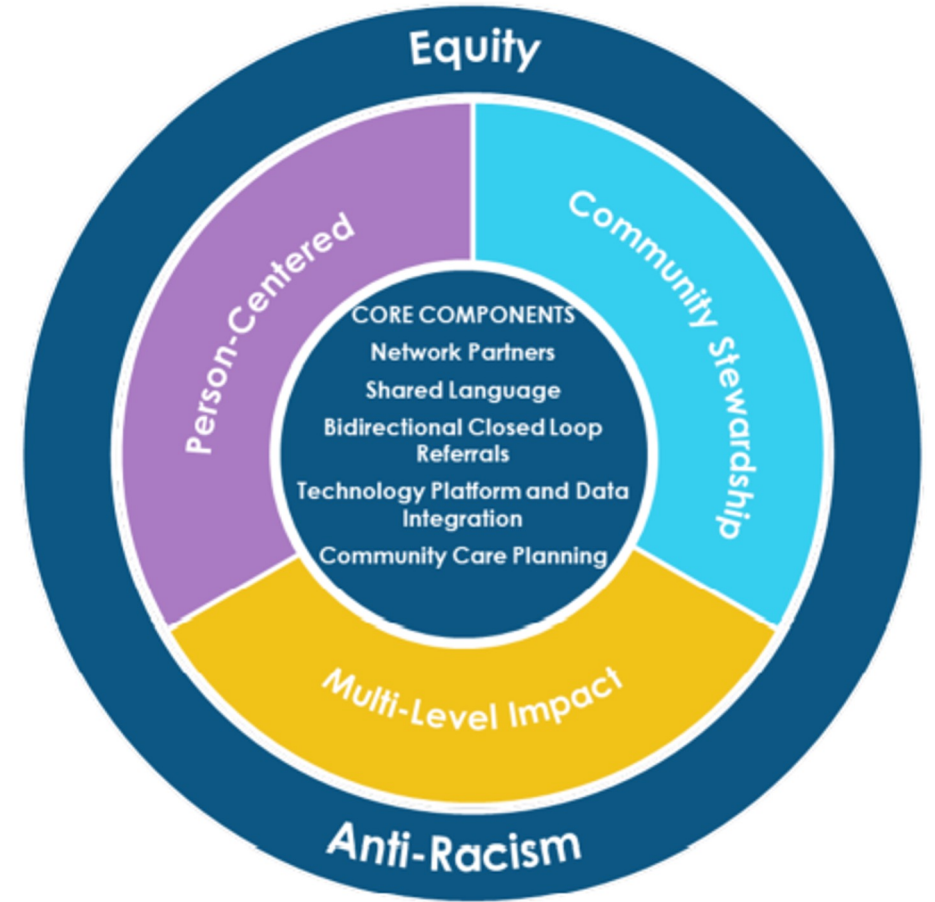 Equity
Person-Centered
Community Stewardship
CORE COMPONENTS
Network Partners
Shared Language
Bidirectional Closed Loop
Referrals
Technology Platform and Data
Integration
Community Care Planning
Multi-Level Impact
Anti-Racism